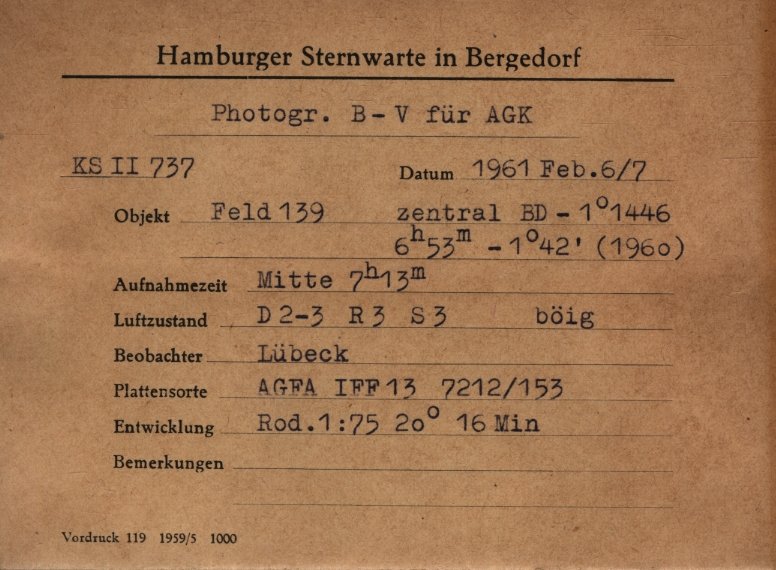 Hamburger Sternwarte in Bergedorf
Photogr. B-V für AGK
KS II 737 Datum 1961 Feb.6/7
Objekt Feld 139 zentral BD -1°1446
6ʰ53ᵐ -1°42' (1960)
Aufnahmezeit Mitte 7ʰ13ᵐ
Luftzustand D 2-3 R 3 S 3 böig
Beobachter Lübeck
Plattensorte AGFA IFF 13 7212/153
Entwicklung Rod.1:75 20° 16 Min
Bemerkungen
Vordruck 119 1959/5 1000